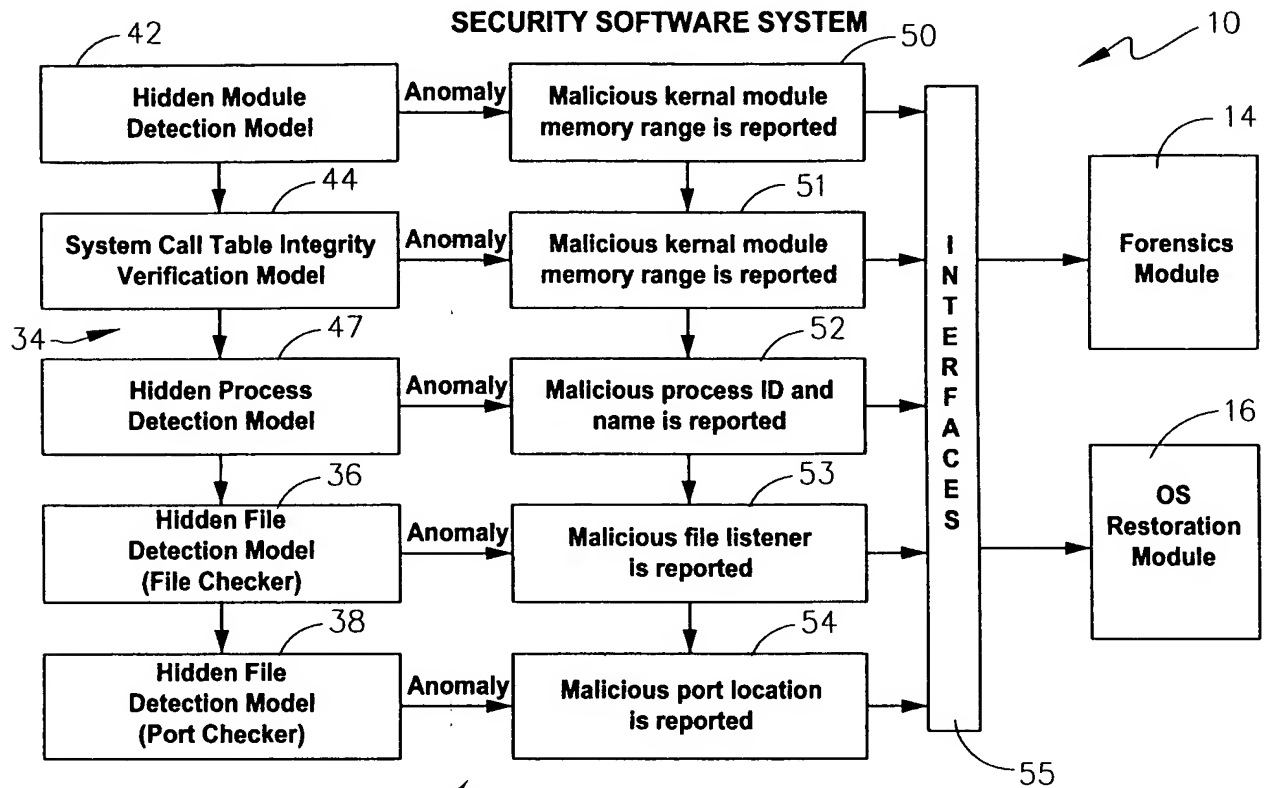 SECURITY SOFTWARE SYSTEM
42
50
10
Hidden Module
Detection Model
Anomaly
Malicious kernal module
memory range is reported
14
44
51
System Call Table Integrity
Verification Model
Anomaly
Malicious kernal module
memory range is reported
INTERFACES
Forensics
Module
34
47
52
Hidden Process
Detection Model
Anomaly
Malicious process ID and
name is reported
16
36
53
Hidden File
Detection Model
(File Checker)
Anomaly
Malicious file listener
is reported
OS
Restoration
Module
38
54
Hidden File
Detection Model
(Port Checker)
Anomaly
Malicious port location
is reported
55